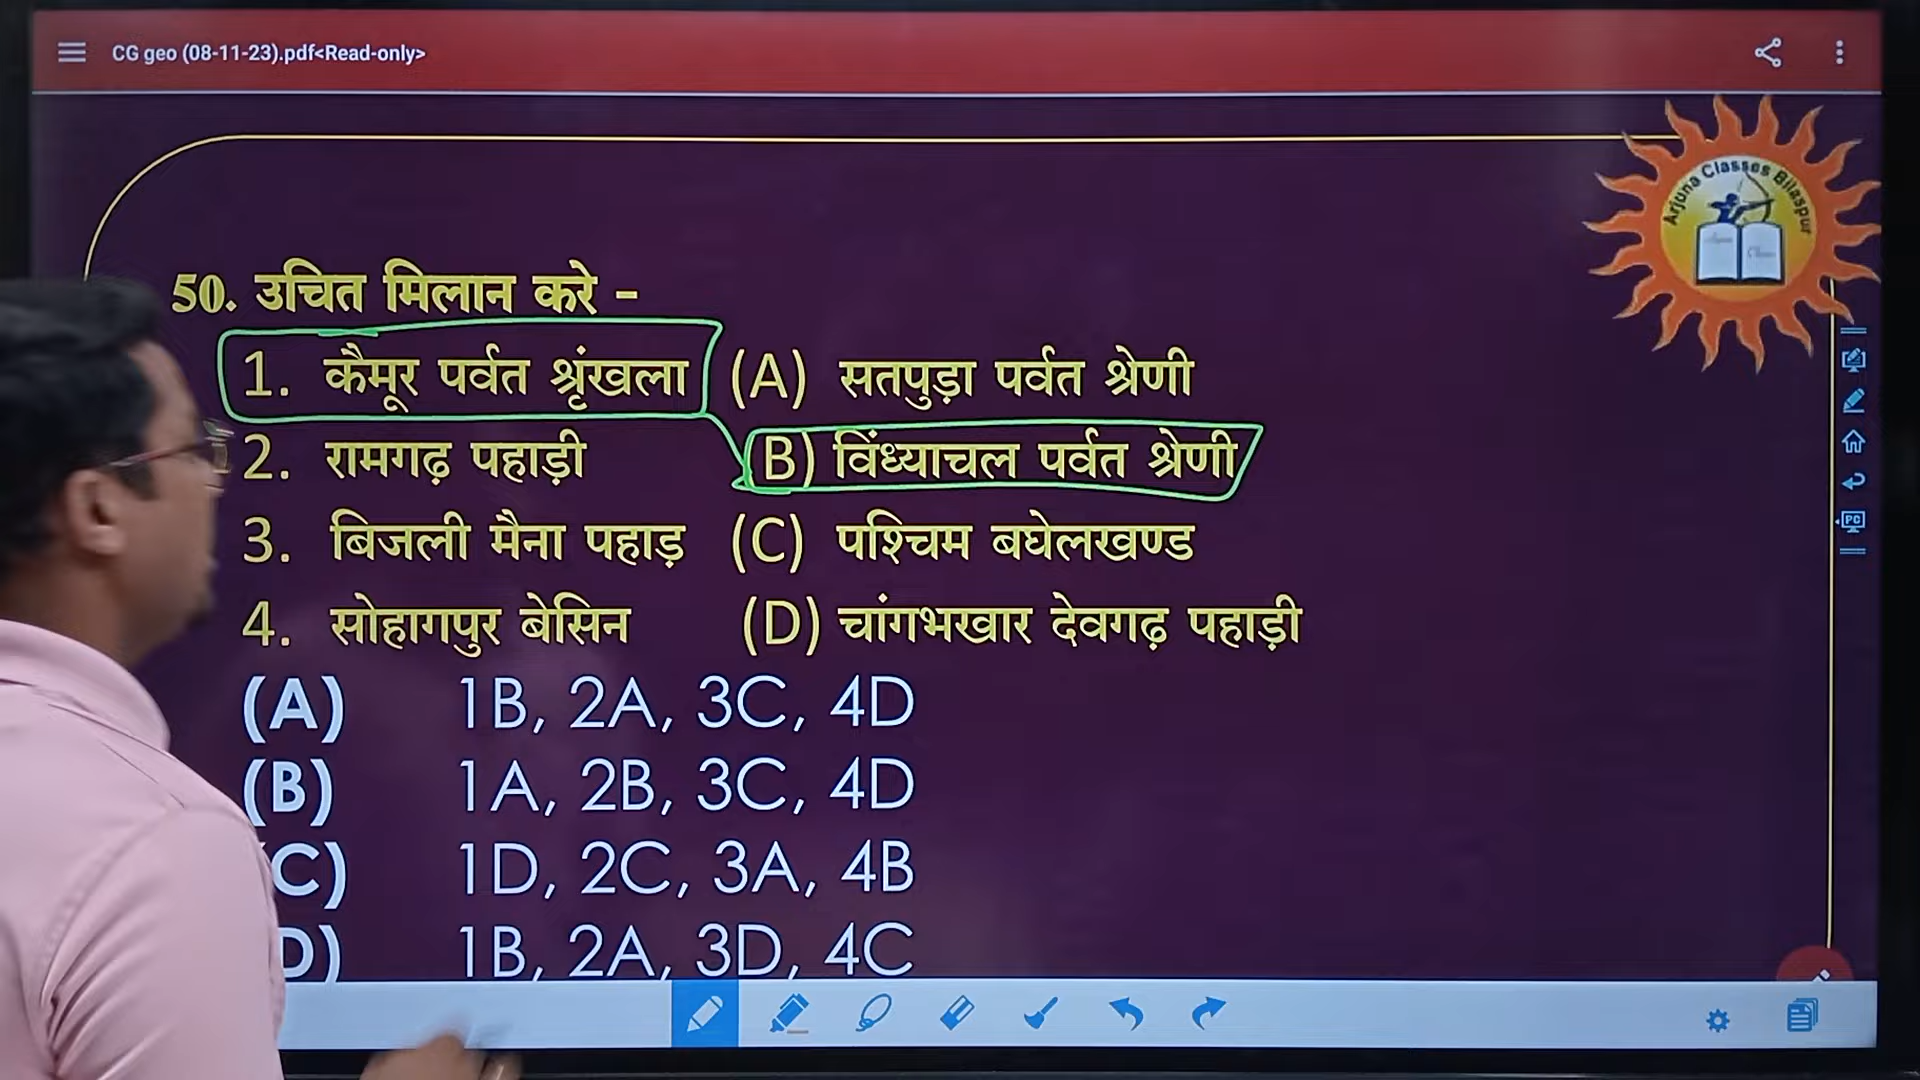 CG geo (08-11-23).pdf<Read-only>
Arjuna Classes Bilaspur
50. उचित मिलान करे -
1. कैमूर पर्वत श्रृंखला (A) सतपुड़ा पर्वत श्रेणी
2. रामगढ़ पहाड़ी (B) विंध्याचल पर्वत श्रेणी
3. बिजली मैना पहाड़ (C) पश्चिम बघेलखण्ड
4. सोहागपुर बेसिन (D) चांगभखार देवगढ़ पहाड़ी
(A) 1B, 2A, 3C, 4D
(B) 1A, 2B, 3C, 4D
C) 1D, 2C, 3A, 4B
D) 1B, 2A, 3D, 4C
PC